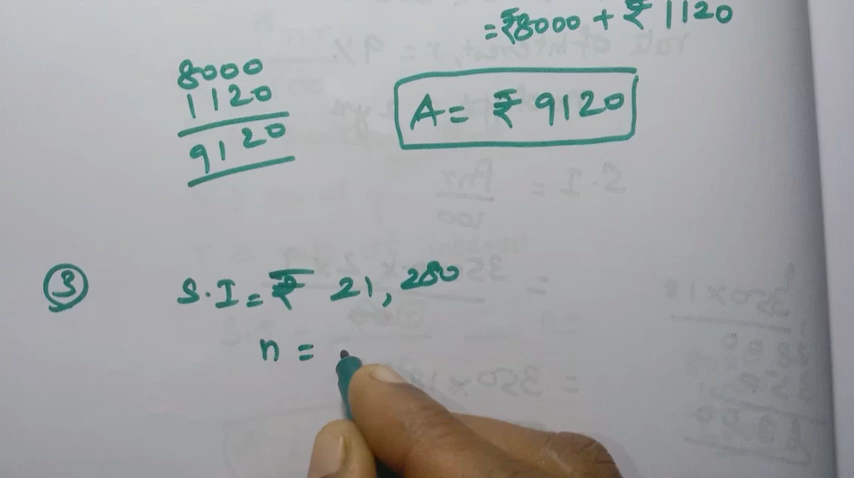 =₹8000 + ₹ 1120
8000
1120
9120
A = ₹ 9120
3 S.I = ₹ 21,280
n =